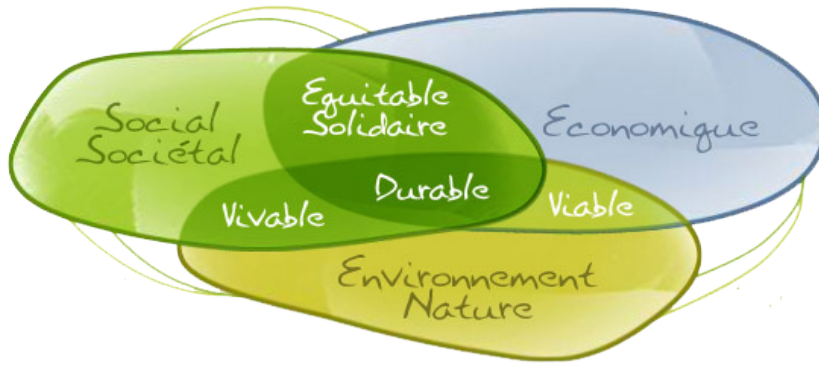 Social
Sociétal
Equitable
Solidaire
Economique
Vivable
Durable
Viable
Environnement
Nature